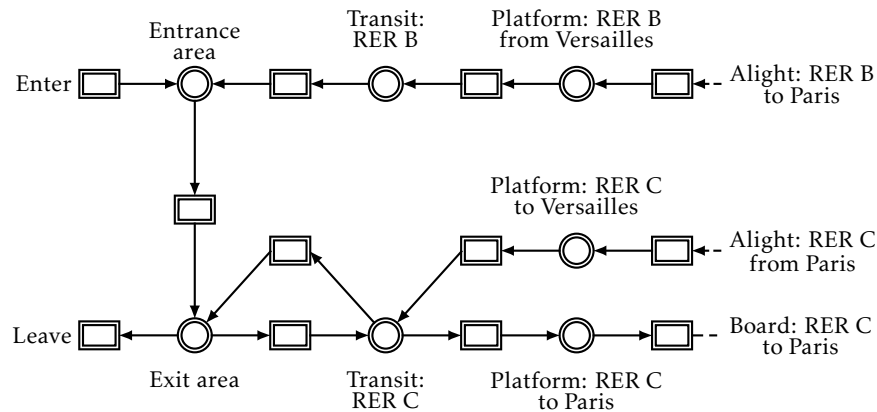 Entrance
area
Transit:
RER B
Platform: RER B
from Versailles
Enter
Alight: RER B
to Paris
Platform: RER C
to Versailles
Alight: RER C
from Paris
Leave
Board: RER C
to Paris
Exit area
Transit:
RER C
Platform: RER C
to Paris